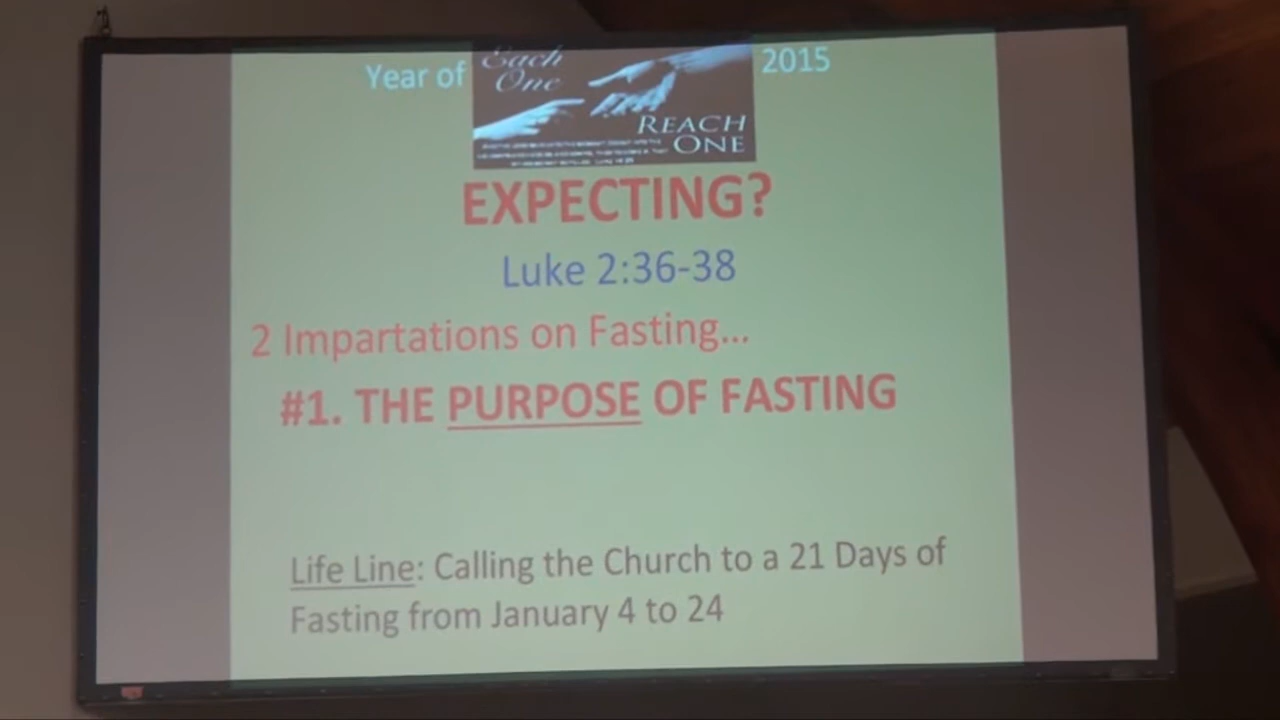 Year of
Each
One
REACH
ONE
2015
EXPECTING?
Luke 2:36-38
2 Impartations on Fasting...
#1. THE PURPOSE OF FASTING
Life Line: Calling the Church to a 21 Days of
Fasting from January 4 to 24